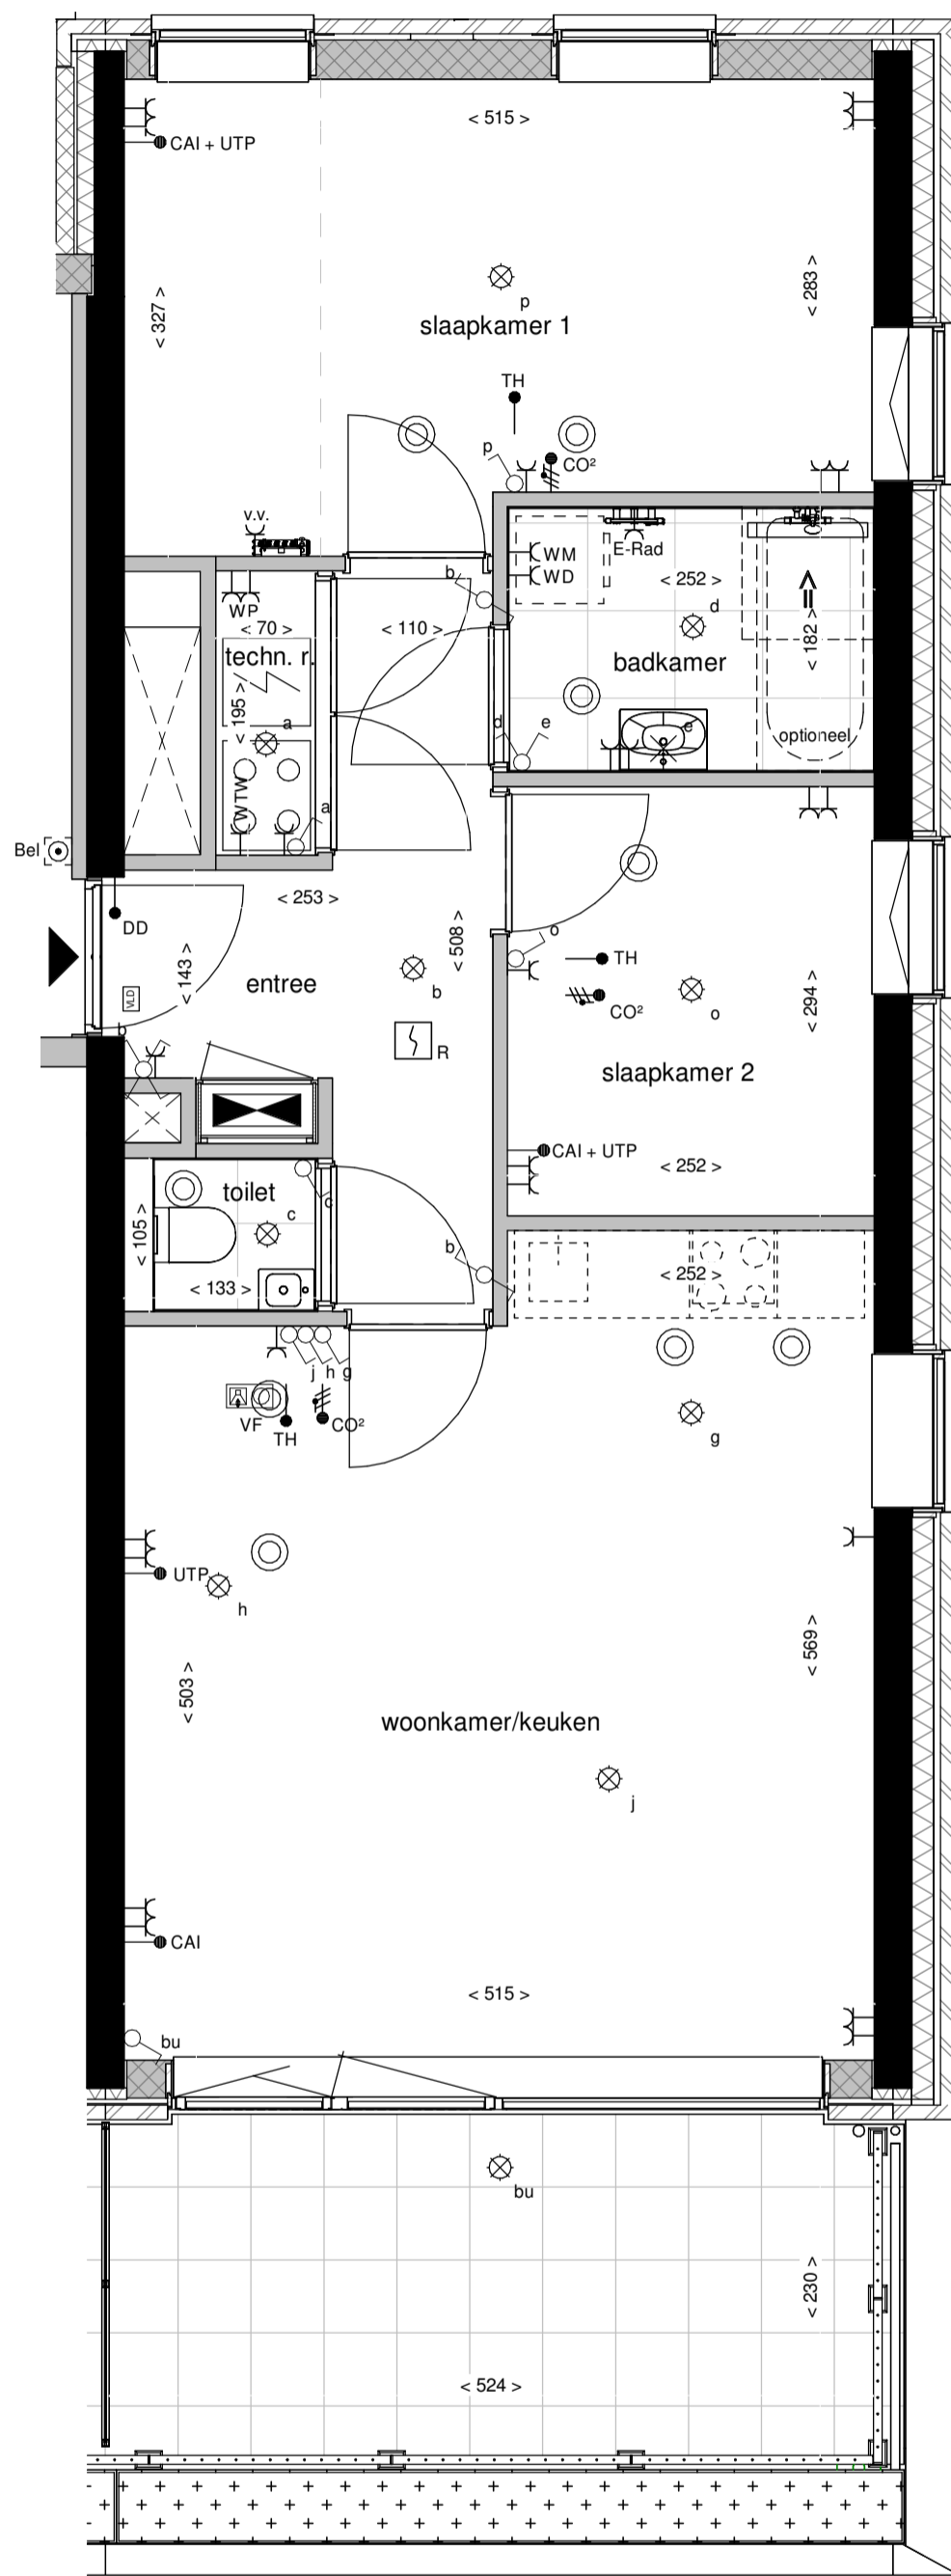 < 515 >
CAI + UTP
< 327 >
< 283 >
p
slaapkamer 1
TH
p
CO²
v.v.
WM
WD
E-Rad
b
< 252 >
WP
< 70 >
< 110 >
d
techn. r.
badkamer
< 182 >
< 195 >
a
d
e
e
optioneel
WTW
a
Bel
< 253 >
DD
< 508 >
o
TH
< 143 >
entree
b
CO²
o
< 294 >
VLD
b
R
slaapkamer 2
CAI + UTP
< 252 >
toilet
c
c
< 105 >
b
< 133 >
< 252 >
j h g
VF
TH
CO²
g
UTP
h
< 503 >
< 569 >
woonkamer/keuken
j
CAI
< 515 >
bu
bu
< 230 >
< 524 >